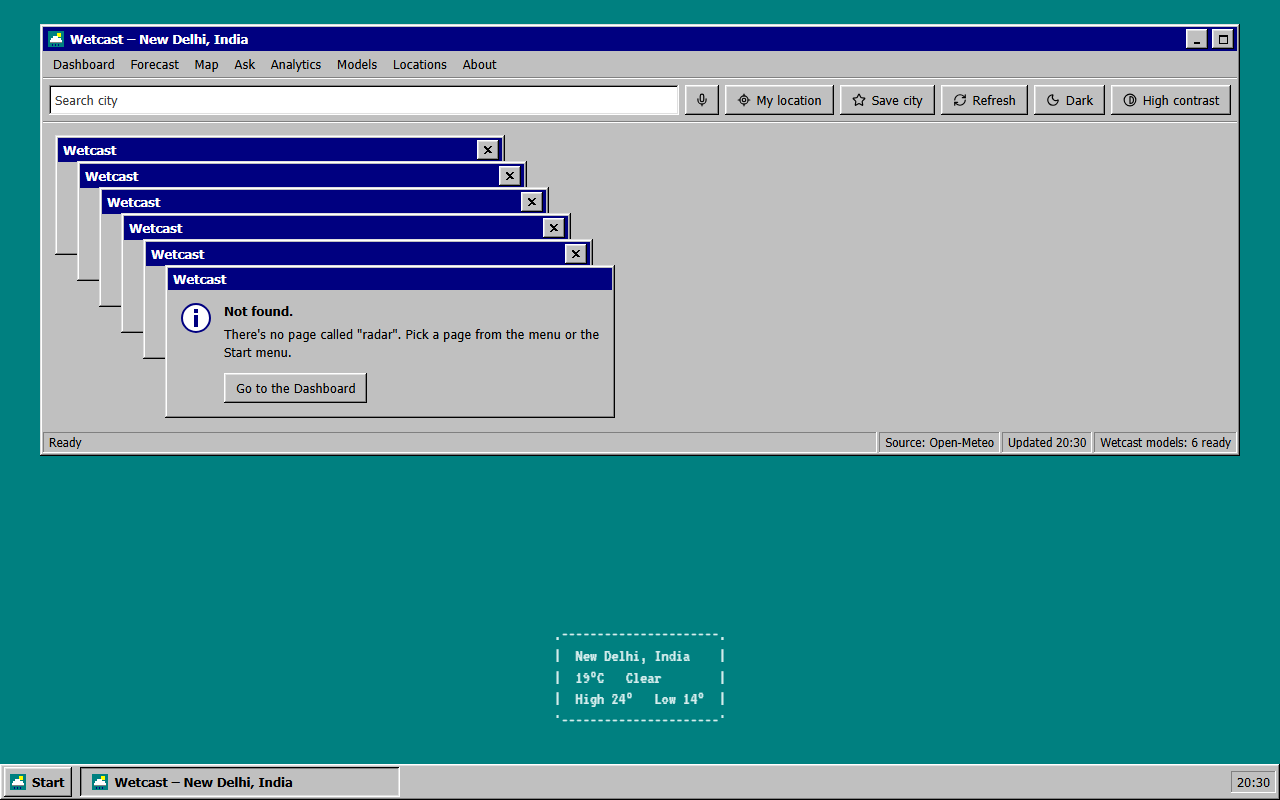 Wetcast – New Delhi, India
Dashboard Forecast Map Ask Analytics Models Locations About
Search city My location Save city Refresh Dark High contrast
Wetcast
Wetcast
Wetcast
Wetcast
Wetcast
Wetcast
Not found.
There's no page called "radar". Pick a page from the menu or the
Start menu.
Go to the Dashboard
Ready Source: Open-Meteo Updated 20:30 Wetcast models: 6 ready
New Delhi, India
19°C Clear
High 24° Low 14°
Start Wetcast – New Delhi, India 20:30